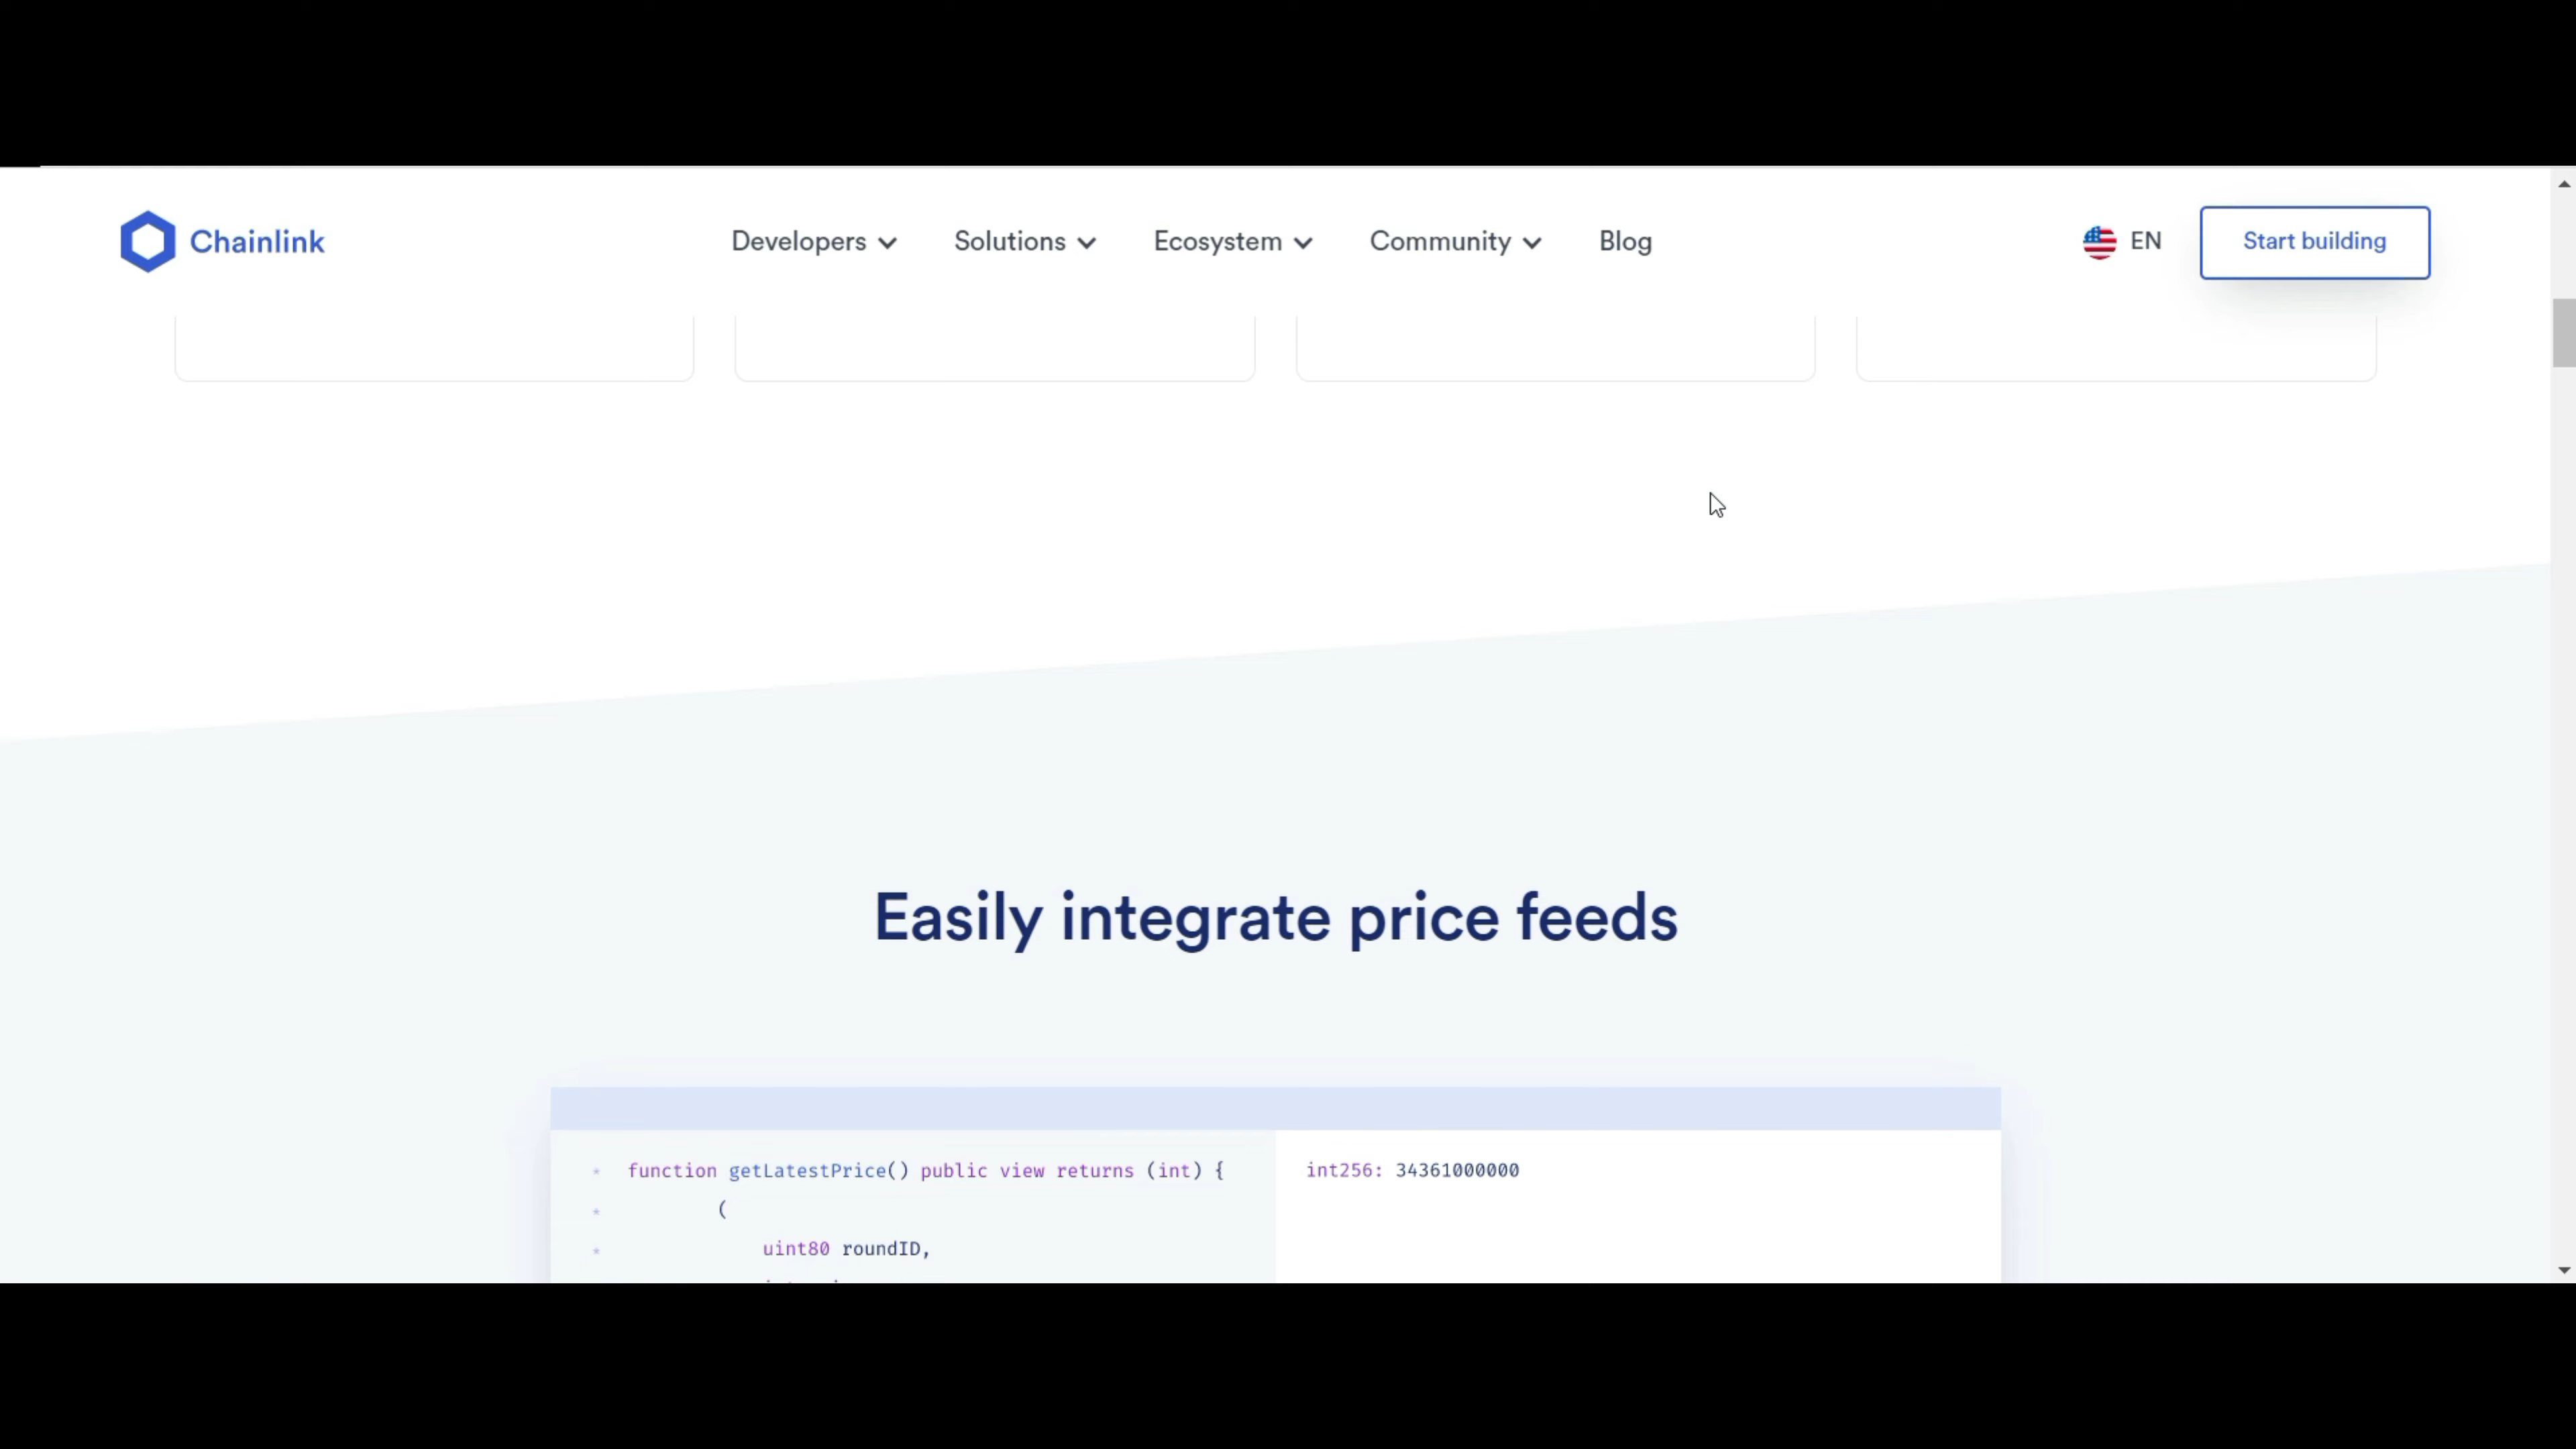 Chainlink
Developers
Solutions
Ecosystem
Community
Blog
EN
Start building
Easily integrate price feeds
* function getLatestPrice() public view returns (int) {
* (
* uint80 roundID,
int256: 34361000000